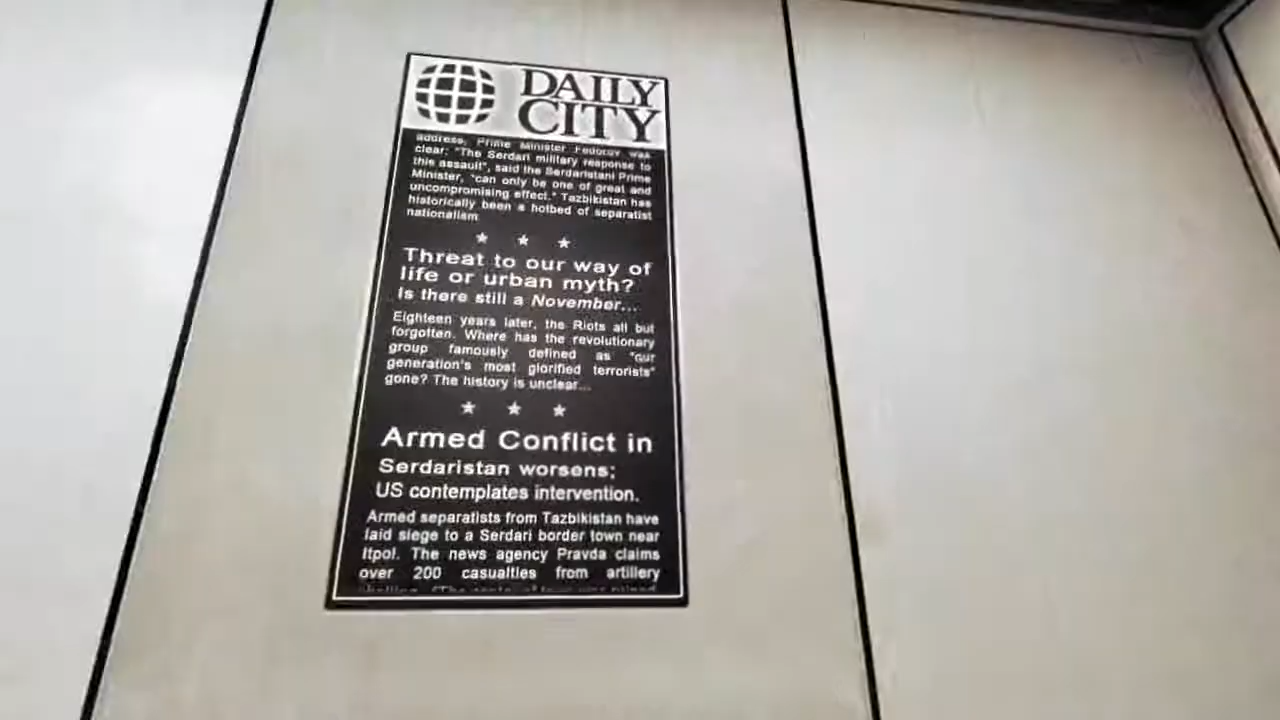 DAILY
CITY
address, Prime Minister Fedorov was
clear: "The Serdari military response to
this assault", said the Serdaristani Prime
Minister, "can only be one of great and
uncompromising effect." Tazbikistan has
historically been a hotbed of separatist
nationalism
Threat to our way of
life or urban myth?
Is there still a November...
Eighteen years later, the Riots all but
forgotten. Where has the revolutionary
group famously defined as "our
generation's most glorified terrorists"
gone? The history is unclear...
Armed Conflict in
Serdaristan worsens;
US contemplates intervention.
Armed separatists from Tazbikistan have
laid siege to a Serdari border town near
Itpol. The news agency Pravda claims
over 200 casualties from artillery